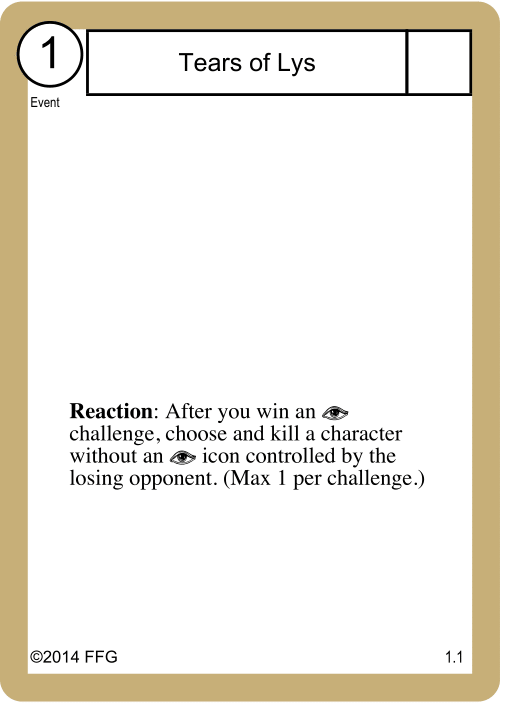 1
Tears of Lys
Event
Reaction: After you win an
challenge, choose and kill a character
without an icon controlled by the
losing opponent. (Max 1 per challenge.)
©2014 FFG
1.1